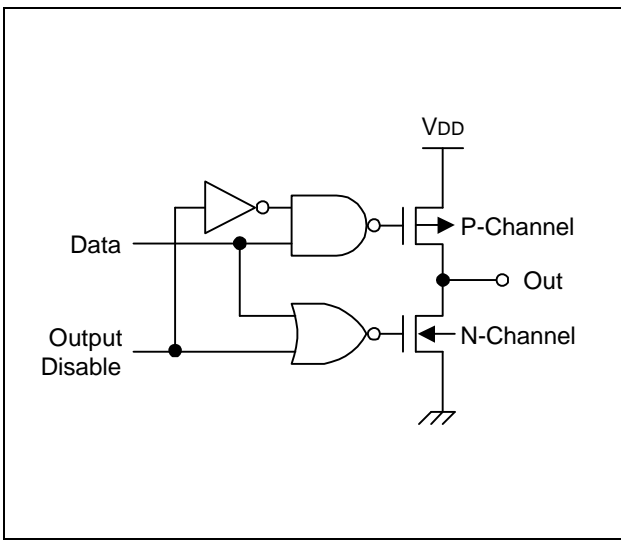 VDD
P-Channel
Data
Out
Output
Disable
N-Channel